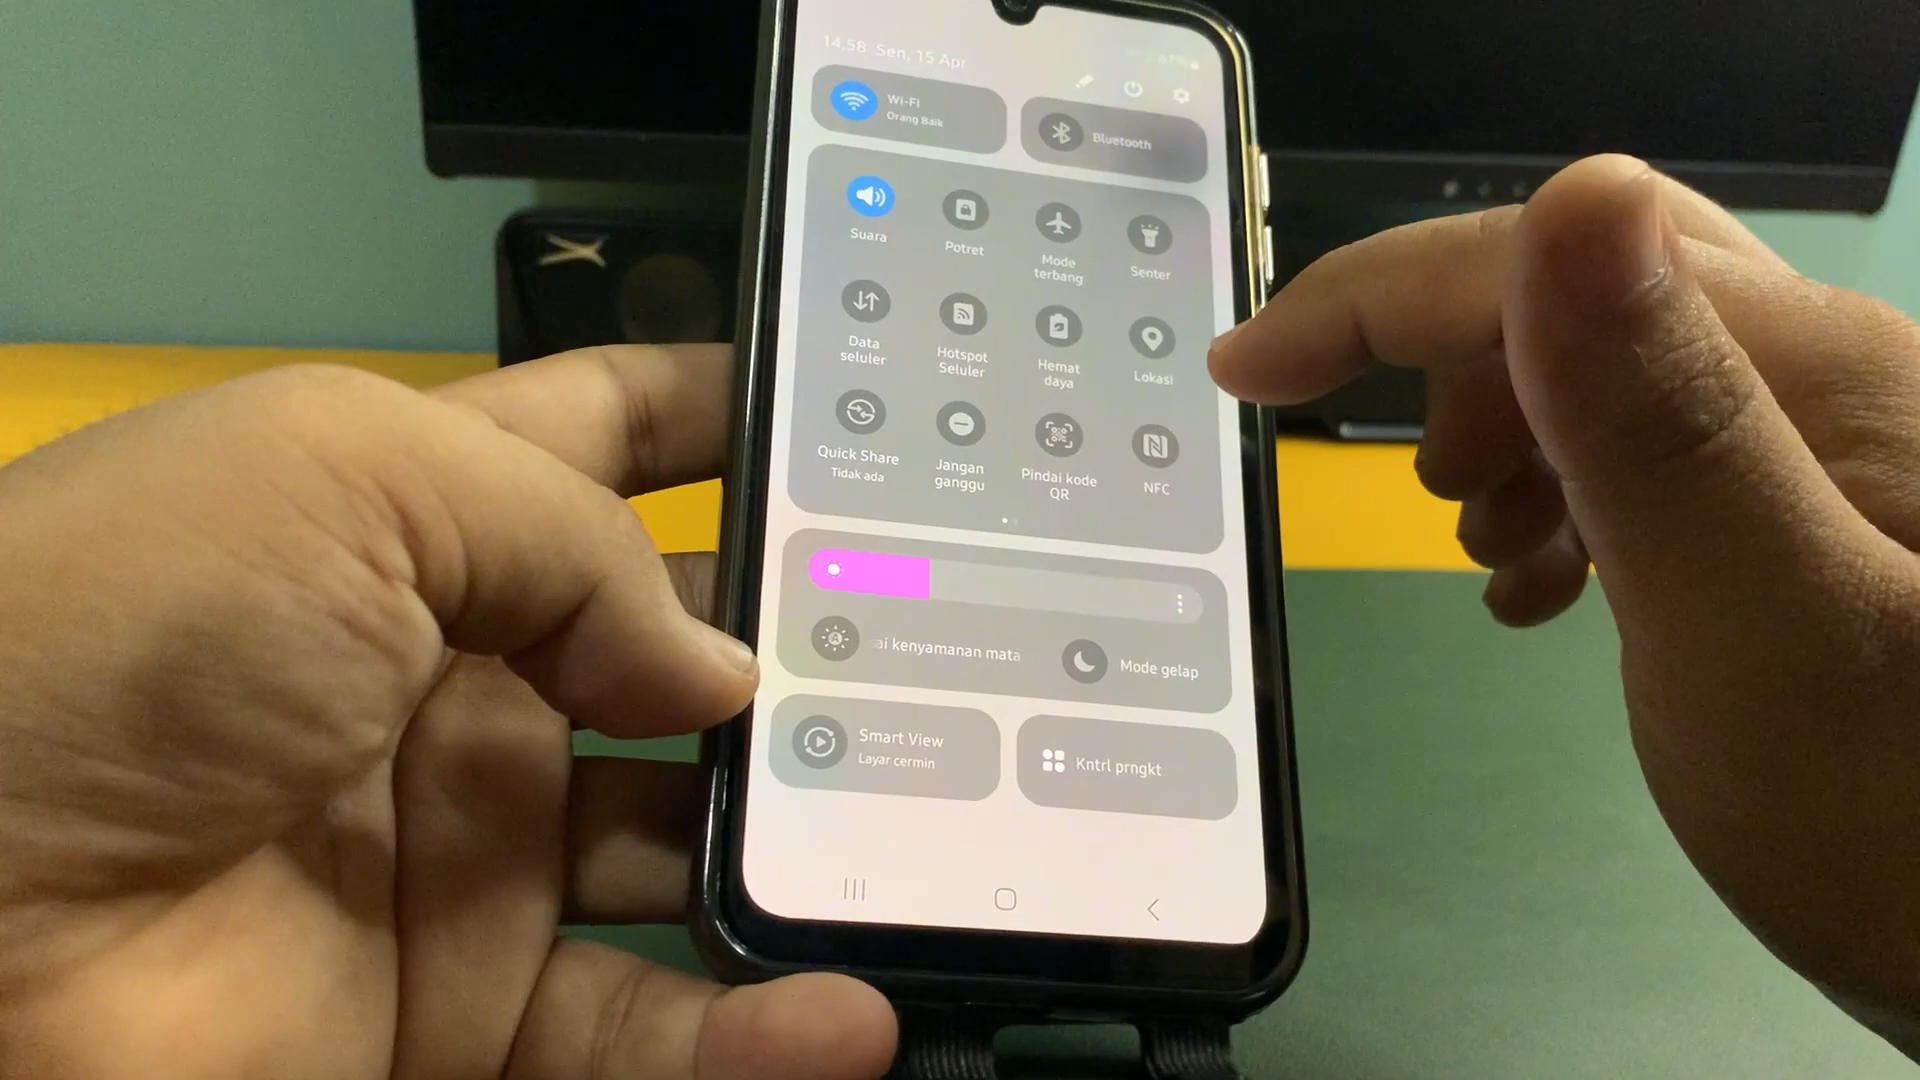 14.58 Sen, 15 Apr
67%
Wi-Fi
Orang Baik
Bluetooth
Suara
Potret
Mode
terbang
Senter
Data
seluler
Hotspot
Seluler
Hemat
daya
Lokasi
Quick Share
Tidak ada
Jangan
ganggu
Pindai kode
QR
NFC
ai kenyamanan mata
Mode gelap
Smart View
Layar cermin
Kntrl prngkt